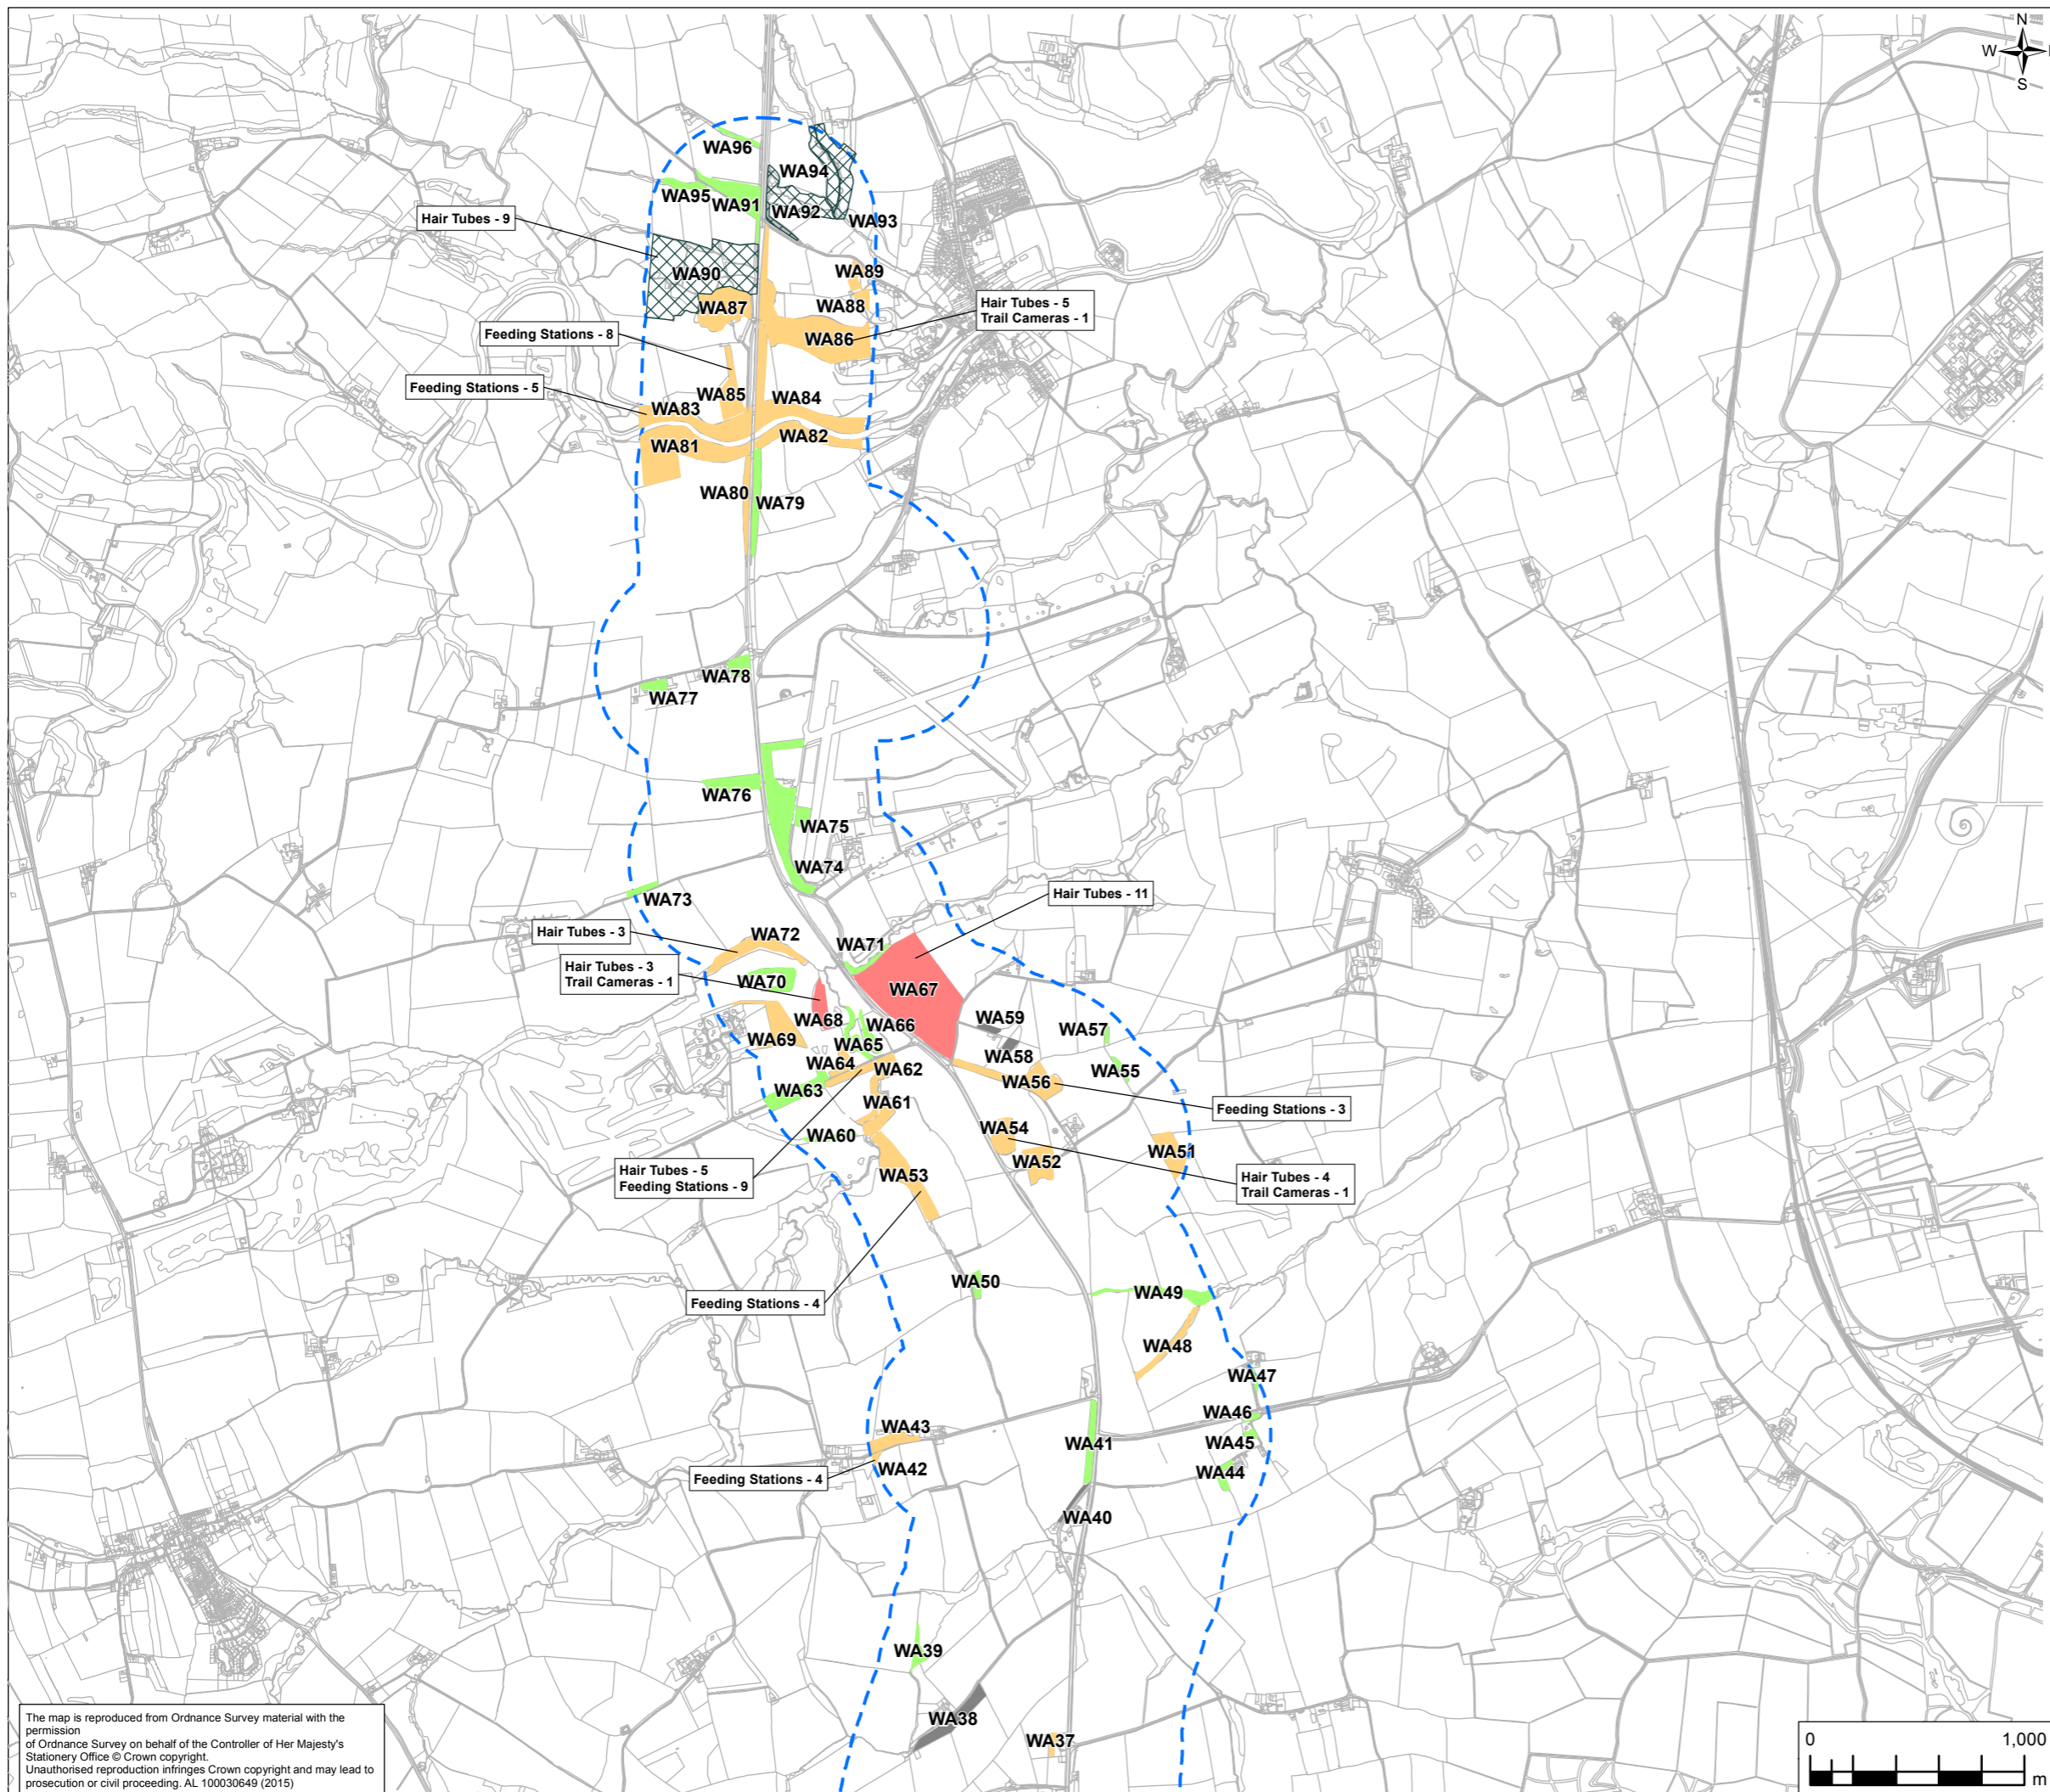 N
W
S
WA96
WA94
WA95
WA91
WA92
WA93
Hair Tubes - 9
WA90
WA89
WA88
WA87
Hair Tubes - 5
Trail Cameras - 1
Feeding Stations - 8
WA86
Feeding Stations - 5
WA85
WA84
WA83
WA82
WA81
WA80
WA79
WA78
WA77
WA76
WA75
WA74
WA73
Hair Tubes - 11
Hair Tubes - 3
WA72
WA71
Hair Tubes - 3
Trail Cameras - 1
WA70
WA67
WA68
WA66
WA59
WA57
WA69
WA65
WA58
WA64
WA62
WA55
WA63
WA56
WA61
Feeding Stations - 3
WA60
WA54
WA51
WA52
Hair Tubes - 5
Feeding Stations - 9
WA53
Hair Tubes - 4
Trail Cameras - 1
WA50
WA49
Feeding Stations - 4
WA48
WA47
WA46
WA43
WA41
WA45
WA42
WA44
Feeding Stations - 4
WA40
WA39
WA38
WA37
The map is reproduced from Ordnance Survey material with the
permission
of Ordnance Survey on behalf of the Controller of Her Majesty's
Stationery Office © Crown copyright.
Unauthorised reproduction infringes Crown copyright and may lead to
prosecution or civil proceeding. AL 100030649 (2015)
0 1,000
m